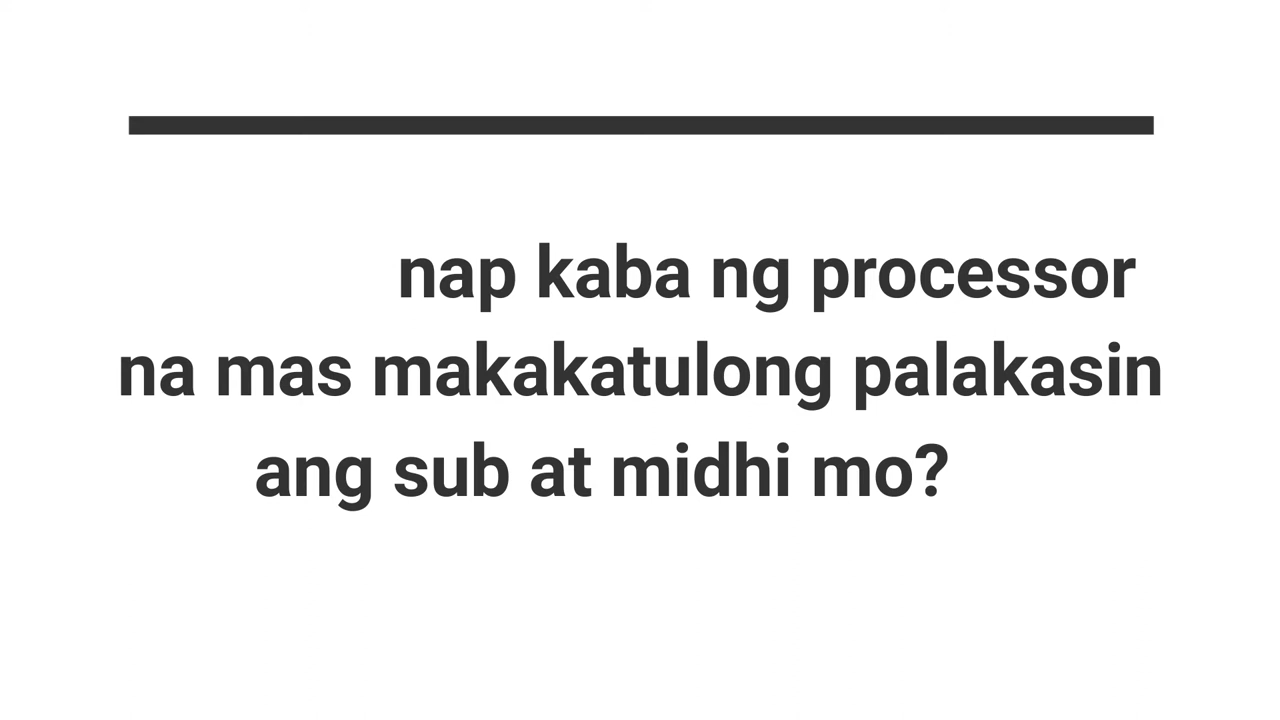 nap kaba ng processor
na mas makakatulong palakasin
ang sub at midhi mo?